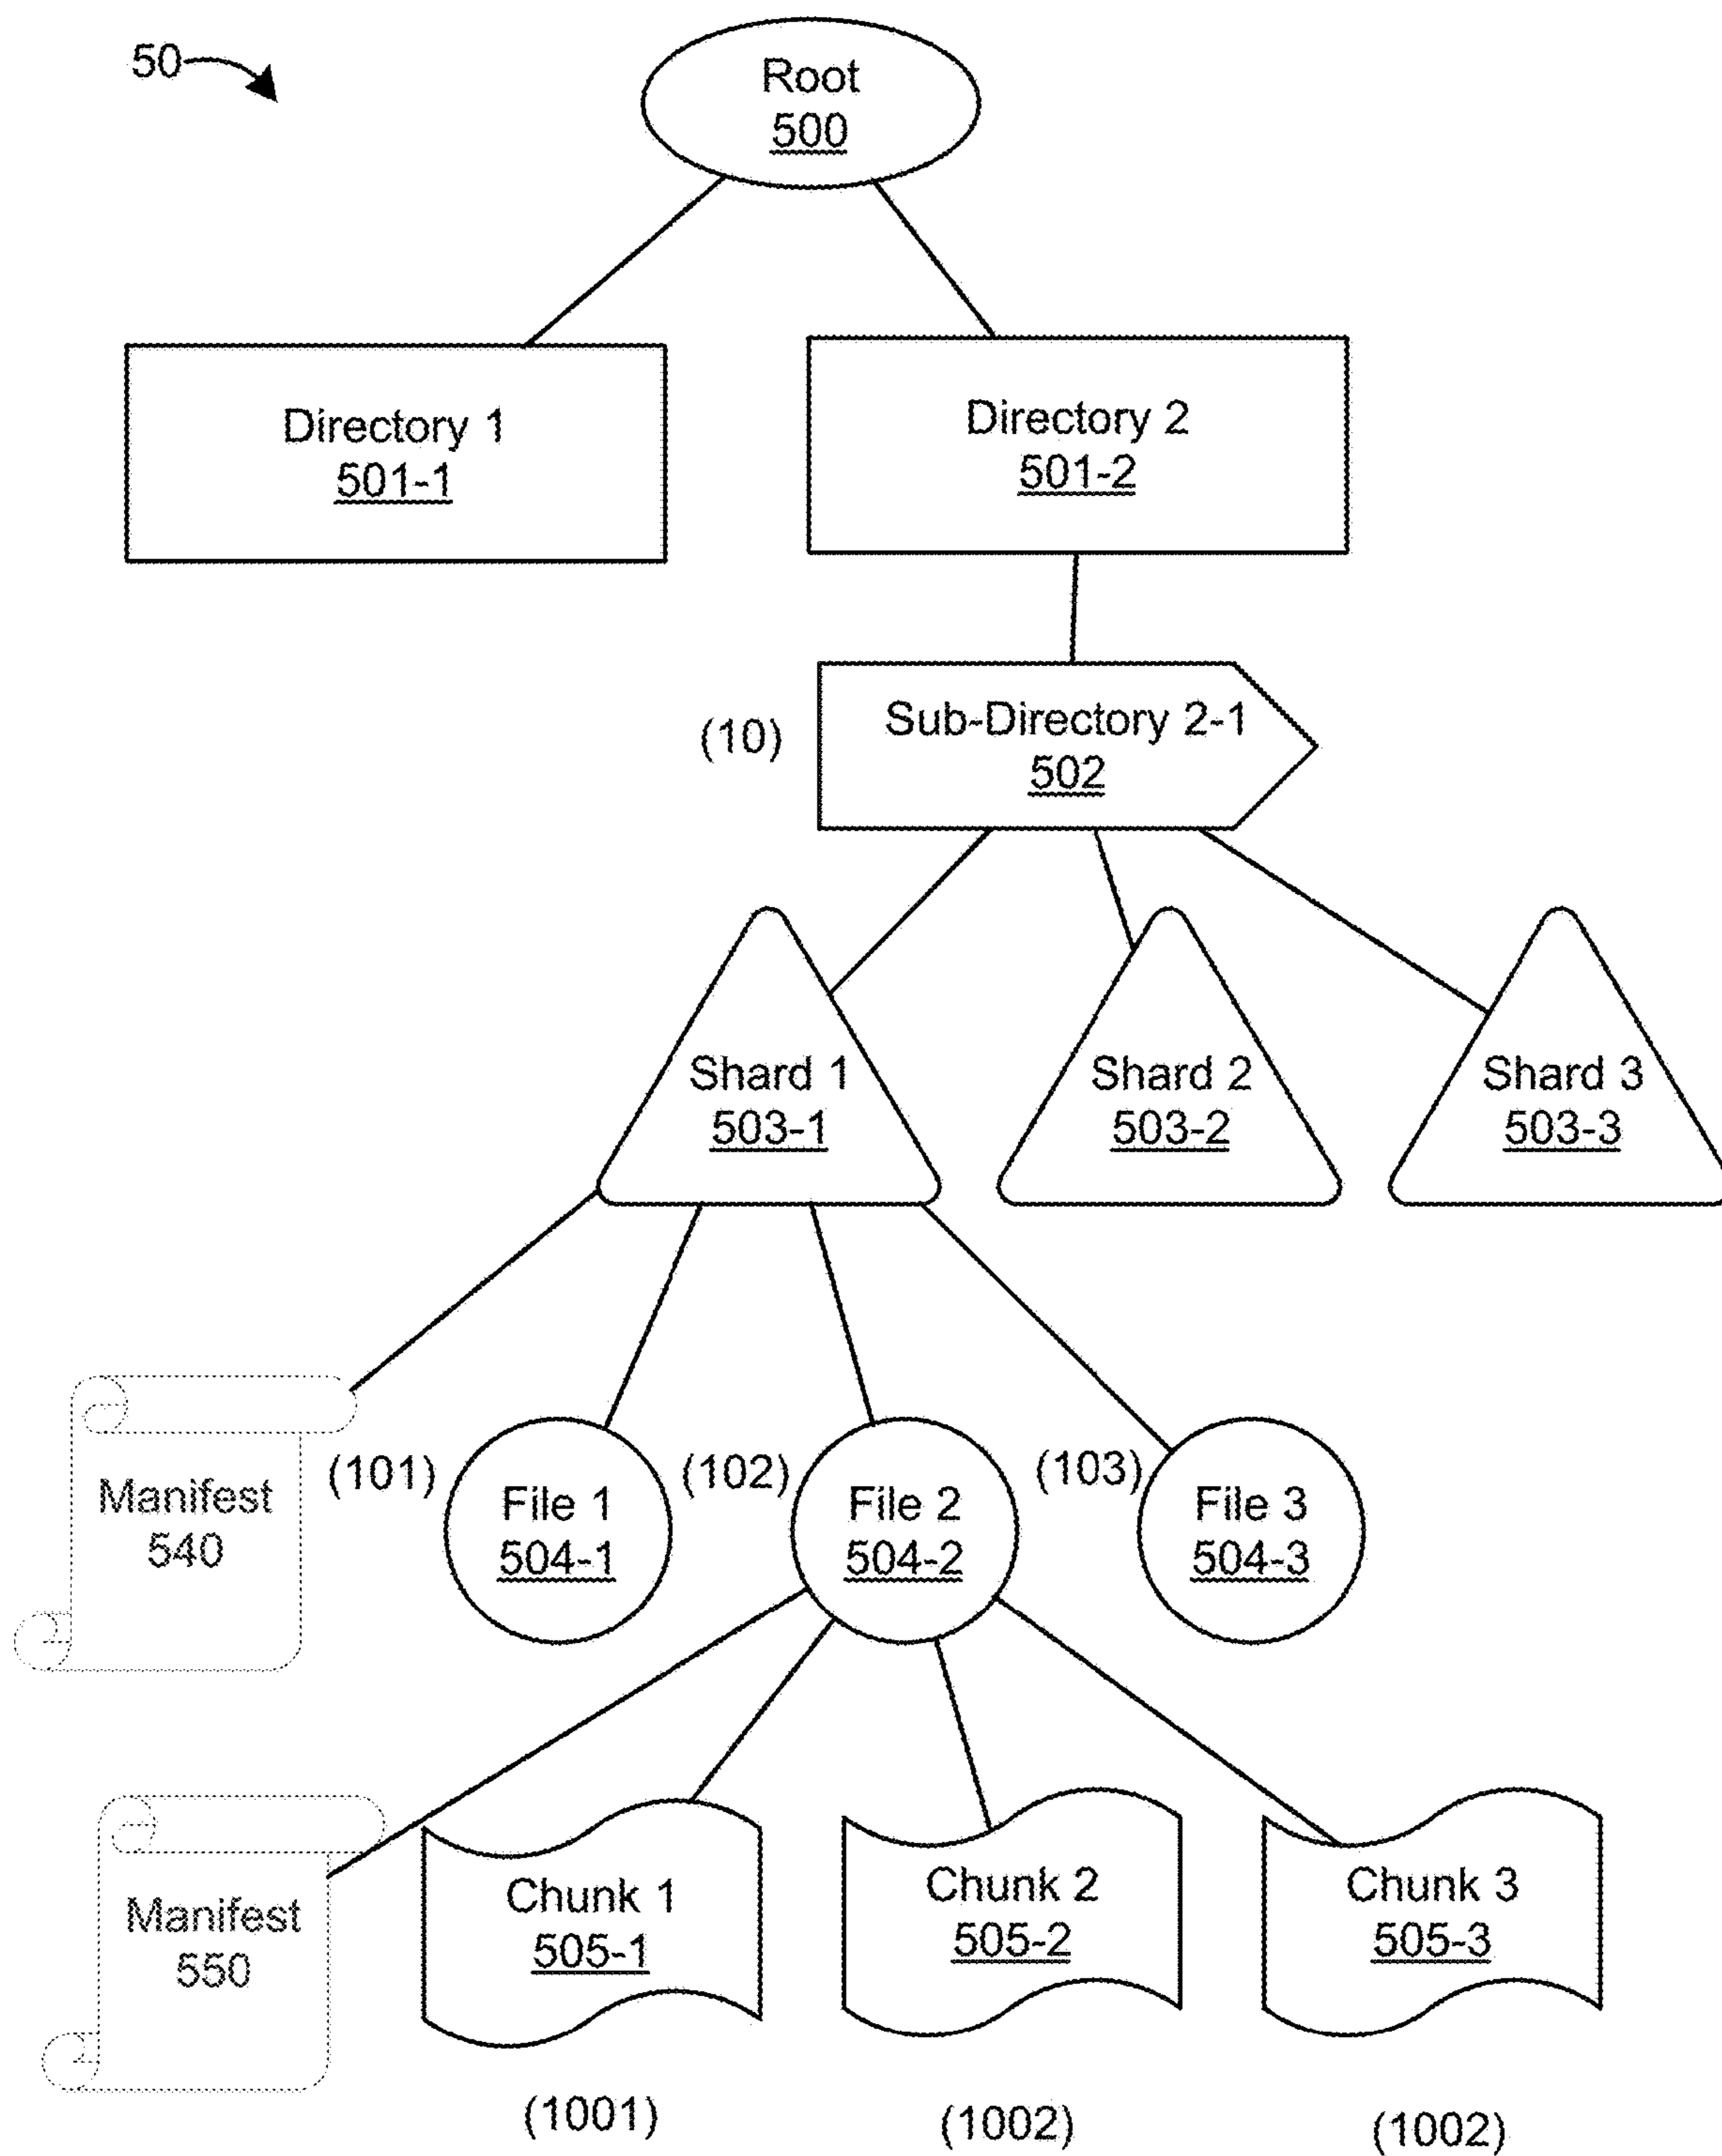 50
Root
500
Directory 1
501-1
Directory 2
501-2
(10)
Sub-Directory 2-1
502
Shard 1
503-1
Shard 2
503-2
Shard 3
503-3
Manifest
540
(101)
File 1
504-1
(102)
File 2
504-2
(103)
File 3
504-3
Manifest
550
Chunk 1
505-1
Chunk 2
505-2
Chunk 3
505-3
(1001)
(1002)
(1002)